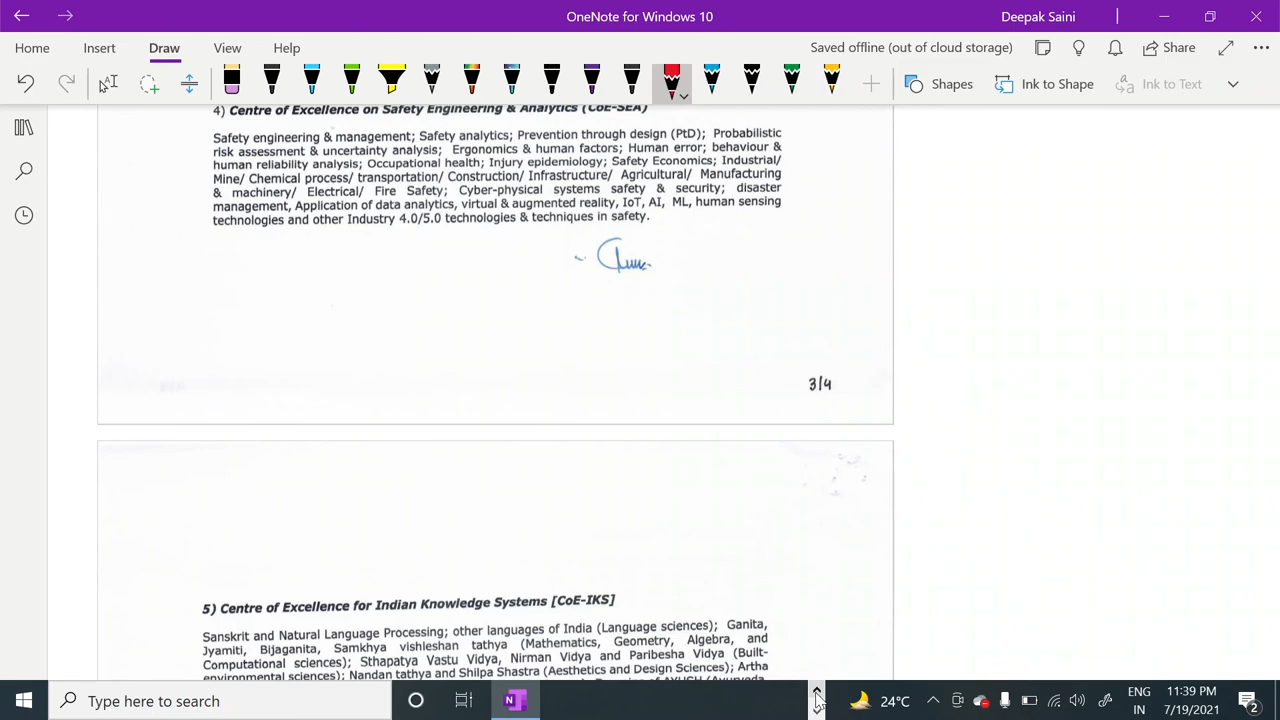 OneNote for Windows 10
Deepak Saini
Home Insert Draw View Help
Saved offline (out of cloud storage)
Share
Shapes
Ink to Shape
Ink to Text
4) Centre of Excellence on Safety Engineering & Analytics (CoE-SEA)
Safety engineering & management; Safety analytics; Prevention through design (PtD); Probabilistic
risk assessment & uncertainty analysis; Ergonomics & human factors; Human error; behaviour &
human reliability analysis; Occupational health; Injury epidemiology; Safety Economics; Industrial/
Mine/ Chemical process/ transportation/ Construction/ Infrastructure/ Agricultural/ Manufacturing
& machinery/ Electrical/ Fire Safety; Cyber-physical systems safety & security; disaster
management, Application of data analytics, virtual & augmented reality, IoT, AI, ML, human sensing
technologies and other Industry 4.0/5.0 technologies & techniques in safety.
3/4
5) Centre of Excellence for Indian Knowledge Systems [CoE-IKS]
Sanskrit and Natural Language Processing; other languages of India (Language sciences); Ganita,
Jyamiti, Bijaganita, Samkhya vishleshan tathya (Mathematics, Geometry, Algebra, and
Computational sciences); Sthapatya Vastu Vidya, Nirman Vidya and Paribesha Vidya (Built-
environmental sciences); Nandan tathya and Shilpa Shastra (Aesthetics and Design Sciences); Artha
of AYUSH (Ayurveda,
Type here to search
24°C
ENG
IN
11:39 PM
7/19/2021
2